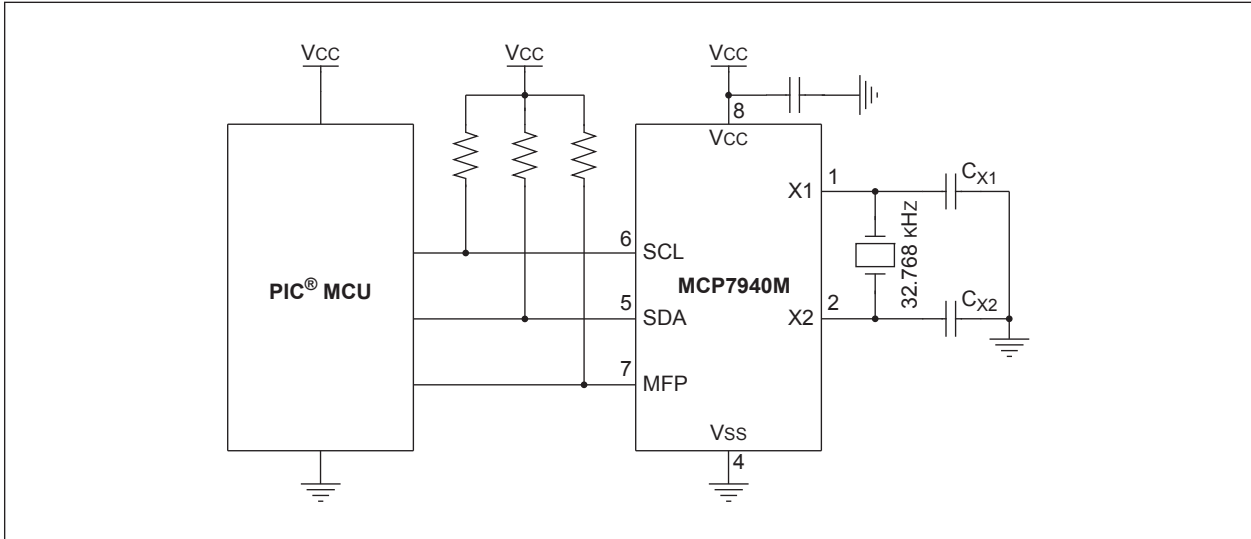 VCC
VCC
VCC
8
VCC
X1
1
CX1
32.768 KHZ
6
SCL
PIC® MCU
MCP7940M
5
SDA
X2
2
CX2
7
MFP
VSS
4